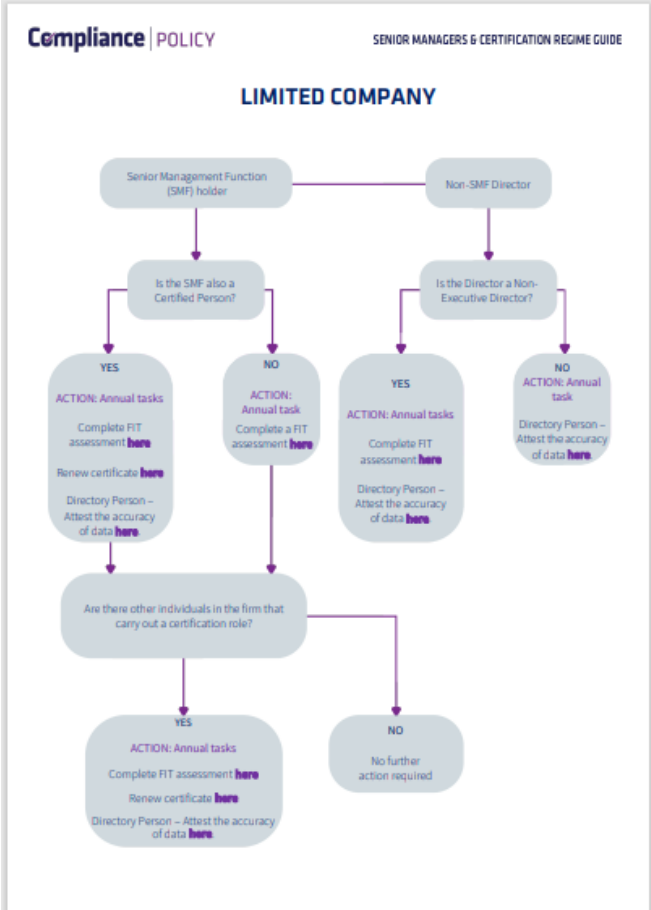 Compliance POLICY
SENIOR MANAGERS & CERTIFICATION REGIME GUIDE
LIMITED COMPANY
Senior Management Function
(SMF) holder
Non-SMF Director
Is the SMF also a
Certified Person?
Is the Director a Non-
Executive Director?
YES
ACTION: Annual tasks
Complete FIT
assessment here
Renew certificate here
Directory Person –
Attest the accuracy
of data here.
NO
ACTION:
Annual task
Complete a FIT
assessment here
YES
ACTION: Annual tasks
Complete FIT
assessment here
Directory Person –
Attest the accuracy
of data here.
NO
ACTION: Annual
task
Directory Person –
Attest the accuracy
of data here.
Are there other individuals in the firm that
carry out a certification role?
YES
ACTION: Annual tasks
Complete FIT assessment here
Renew certificate here
Directory Person – Attest the accuracy
of data here.
NO
No further
action required